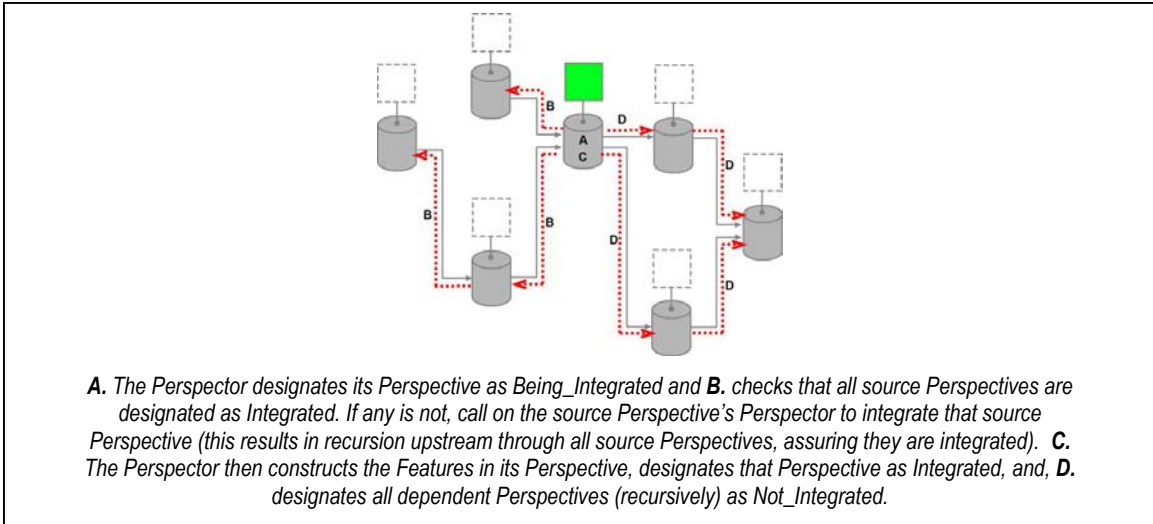 B
D
A
C
D
B
B
D
D
A. The Perspector designates its Perspective as Being_Integrated and B. checks that all source Perspectives are
designated as Integrated. If any is not, call on the source Perspective’s Perspector to integrate that source
Perspective (this results in recursion upstream through all source Perspectives, assuring they are integrated). C.
The Perspector then constructs the Features in its Perspective, designates that Perspective as Integrated, and, D.
designates all dependent Perspectives (recursively) as Not_Integrated.